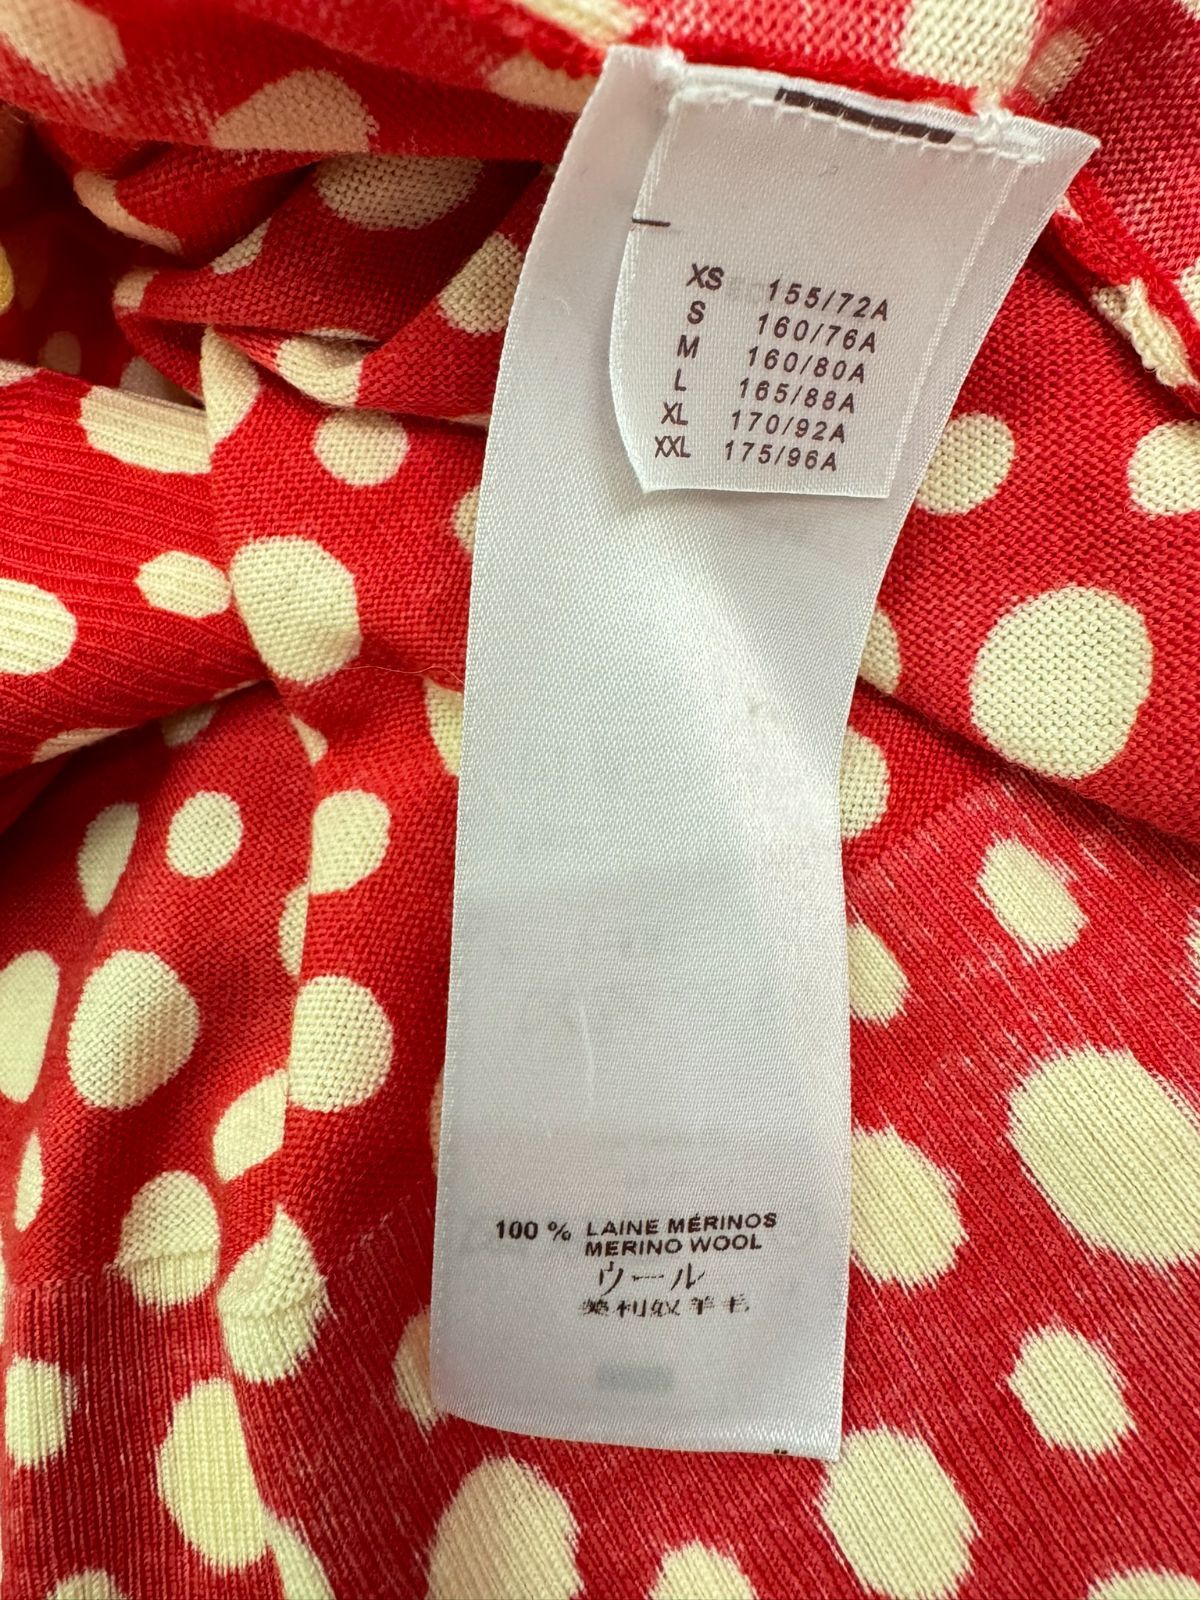 XS 155/72A
S 160/76A
M 160/80A
L 165/88A
XL 170/92A
XXL 175/96A
100 % LAINE MÉRINOS
MERINO WOOL
ウール
美利奴羊毛